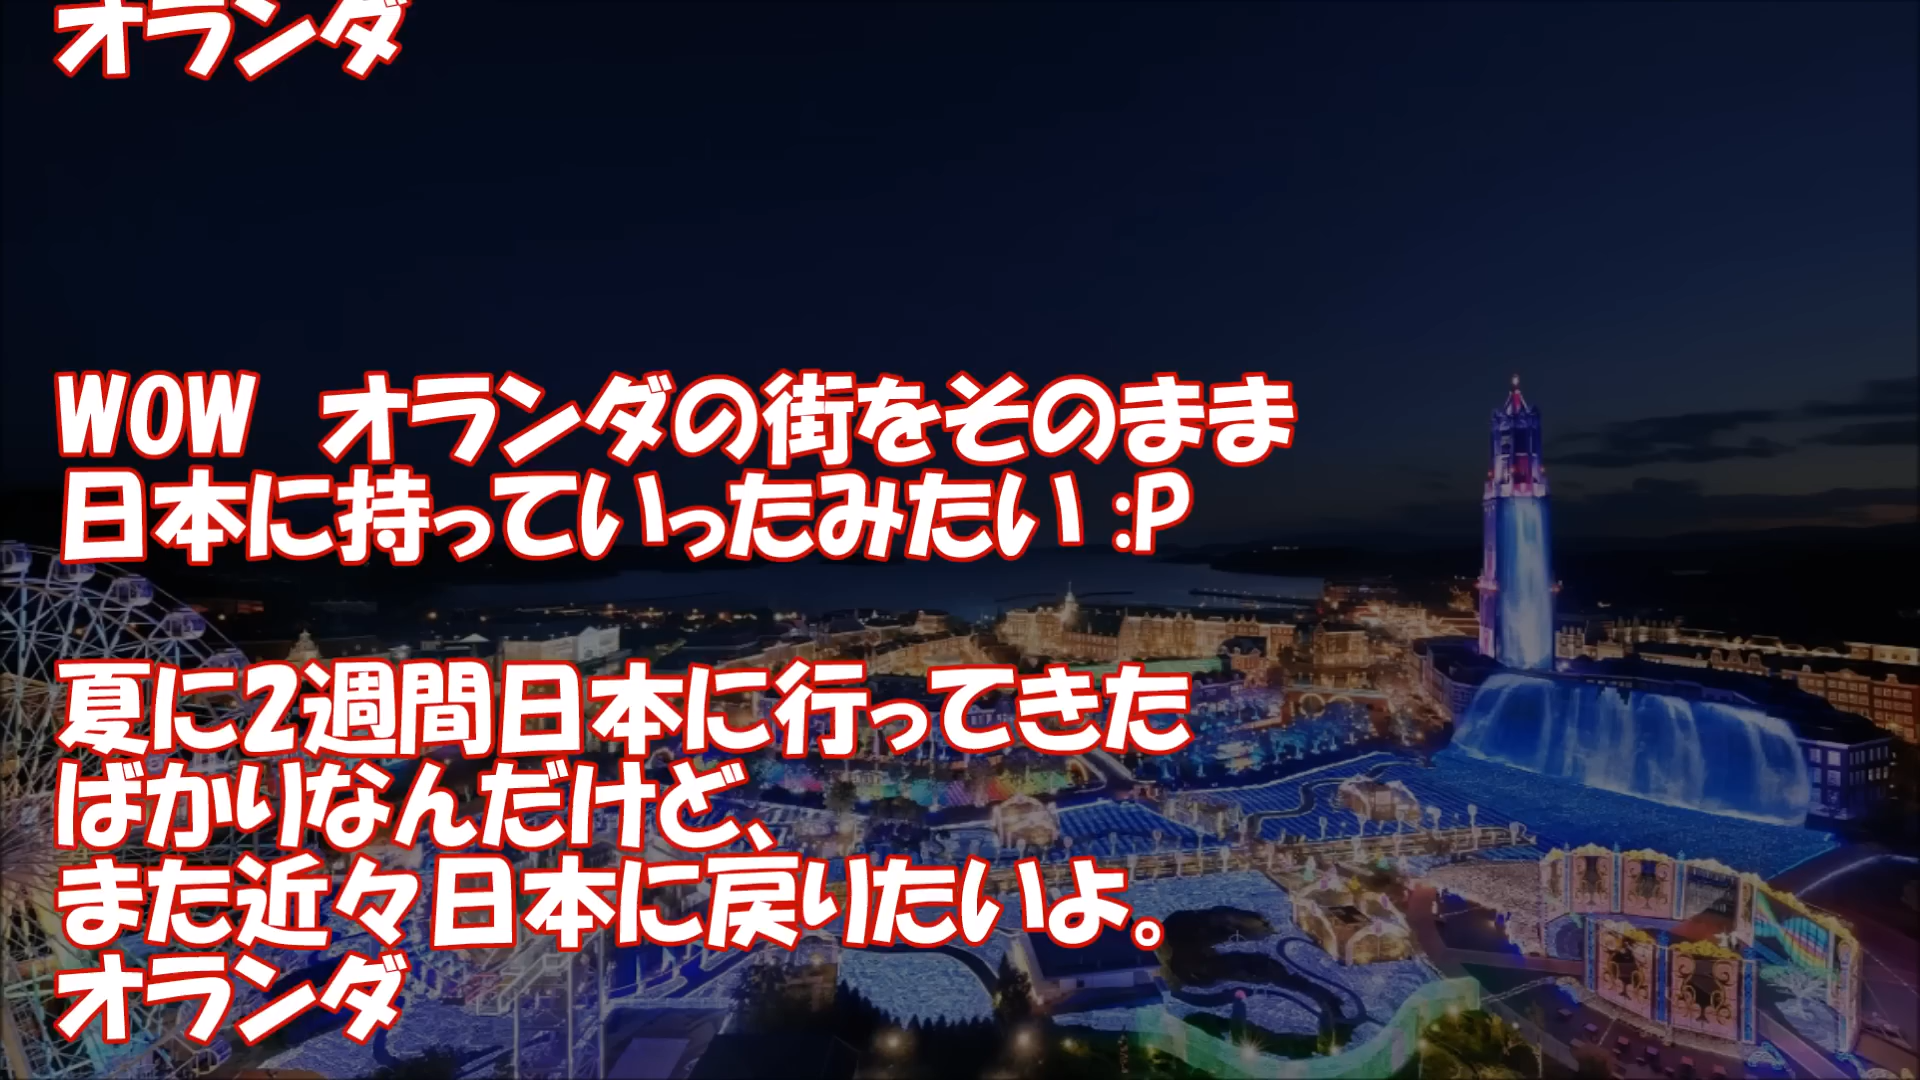 オランダ
WOW　オランダの街をそのまま
日本に持っていったみたい :P
夏に2週間日本に行ってきた
ばかりなんだけど、
また近々日本に戻りたいよ。
オランダ